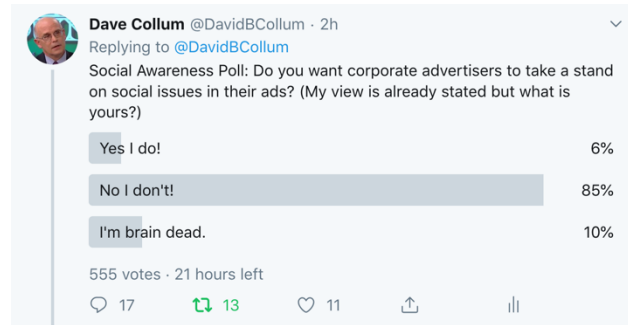 Dave Collum @DavidBCollum · 2h
Replying to @DavidBCollum
Social Awareness Poll: Do you want corporate advertisers to take a stand
on social issues in their ads? (My view is already stated but what is
yours?)
Yes I do! 6%
No I don't! 85%
I'm brain dead. 10%
555 votes · 21 hours left
17 13 11